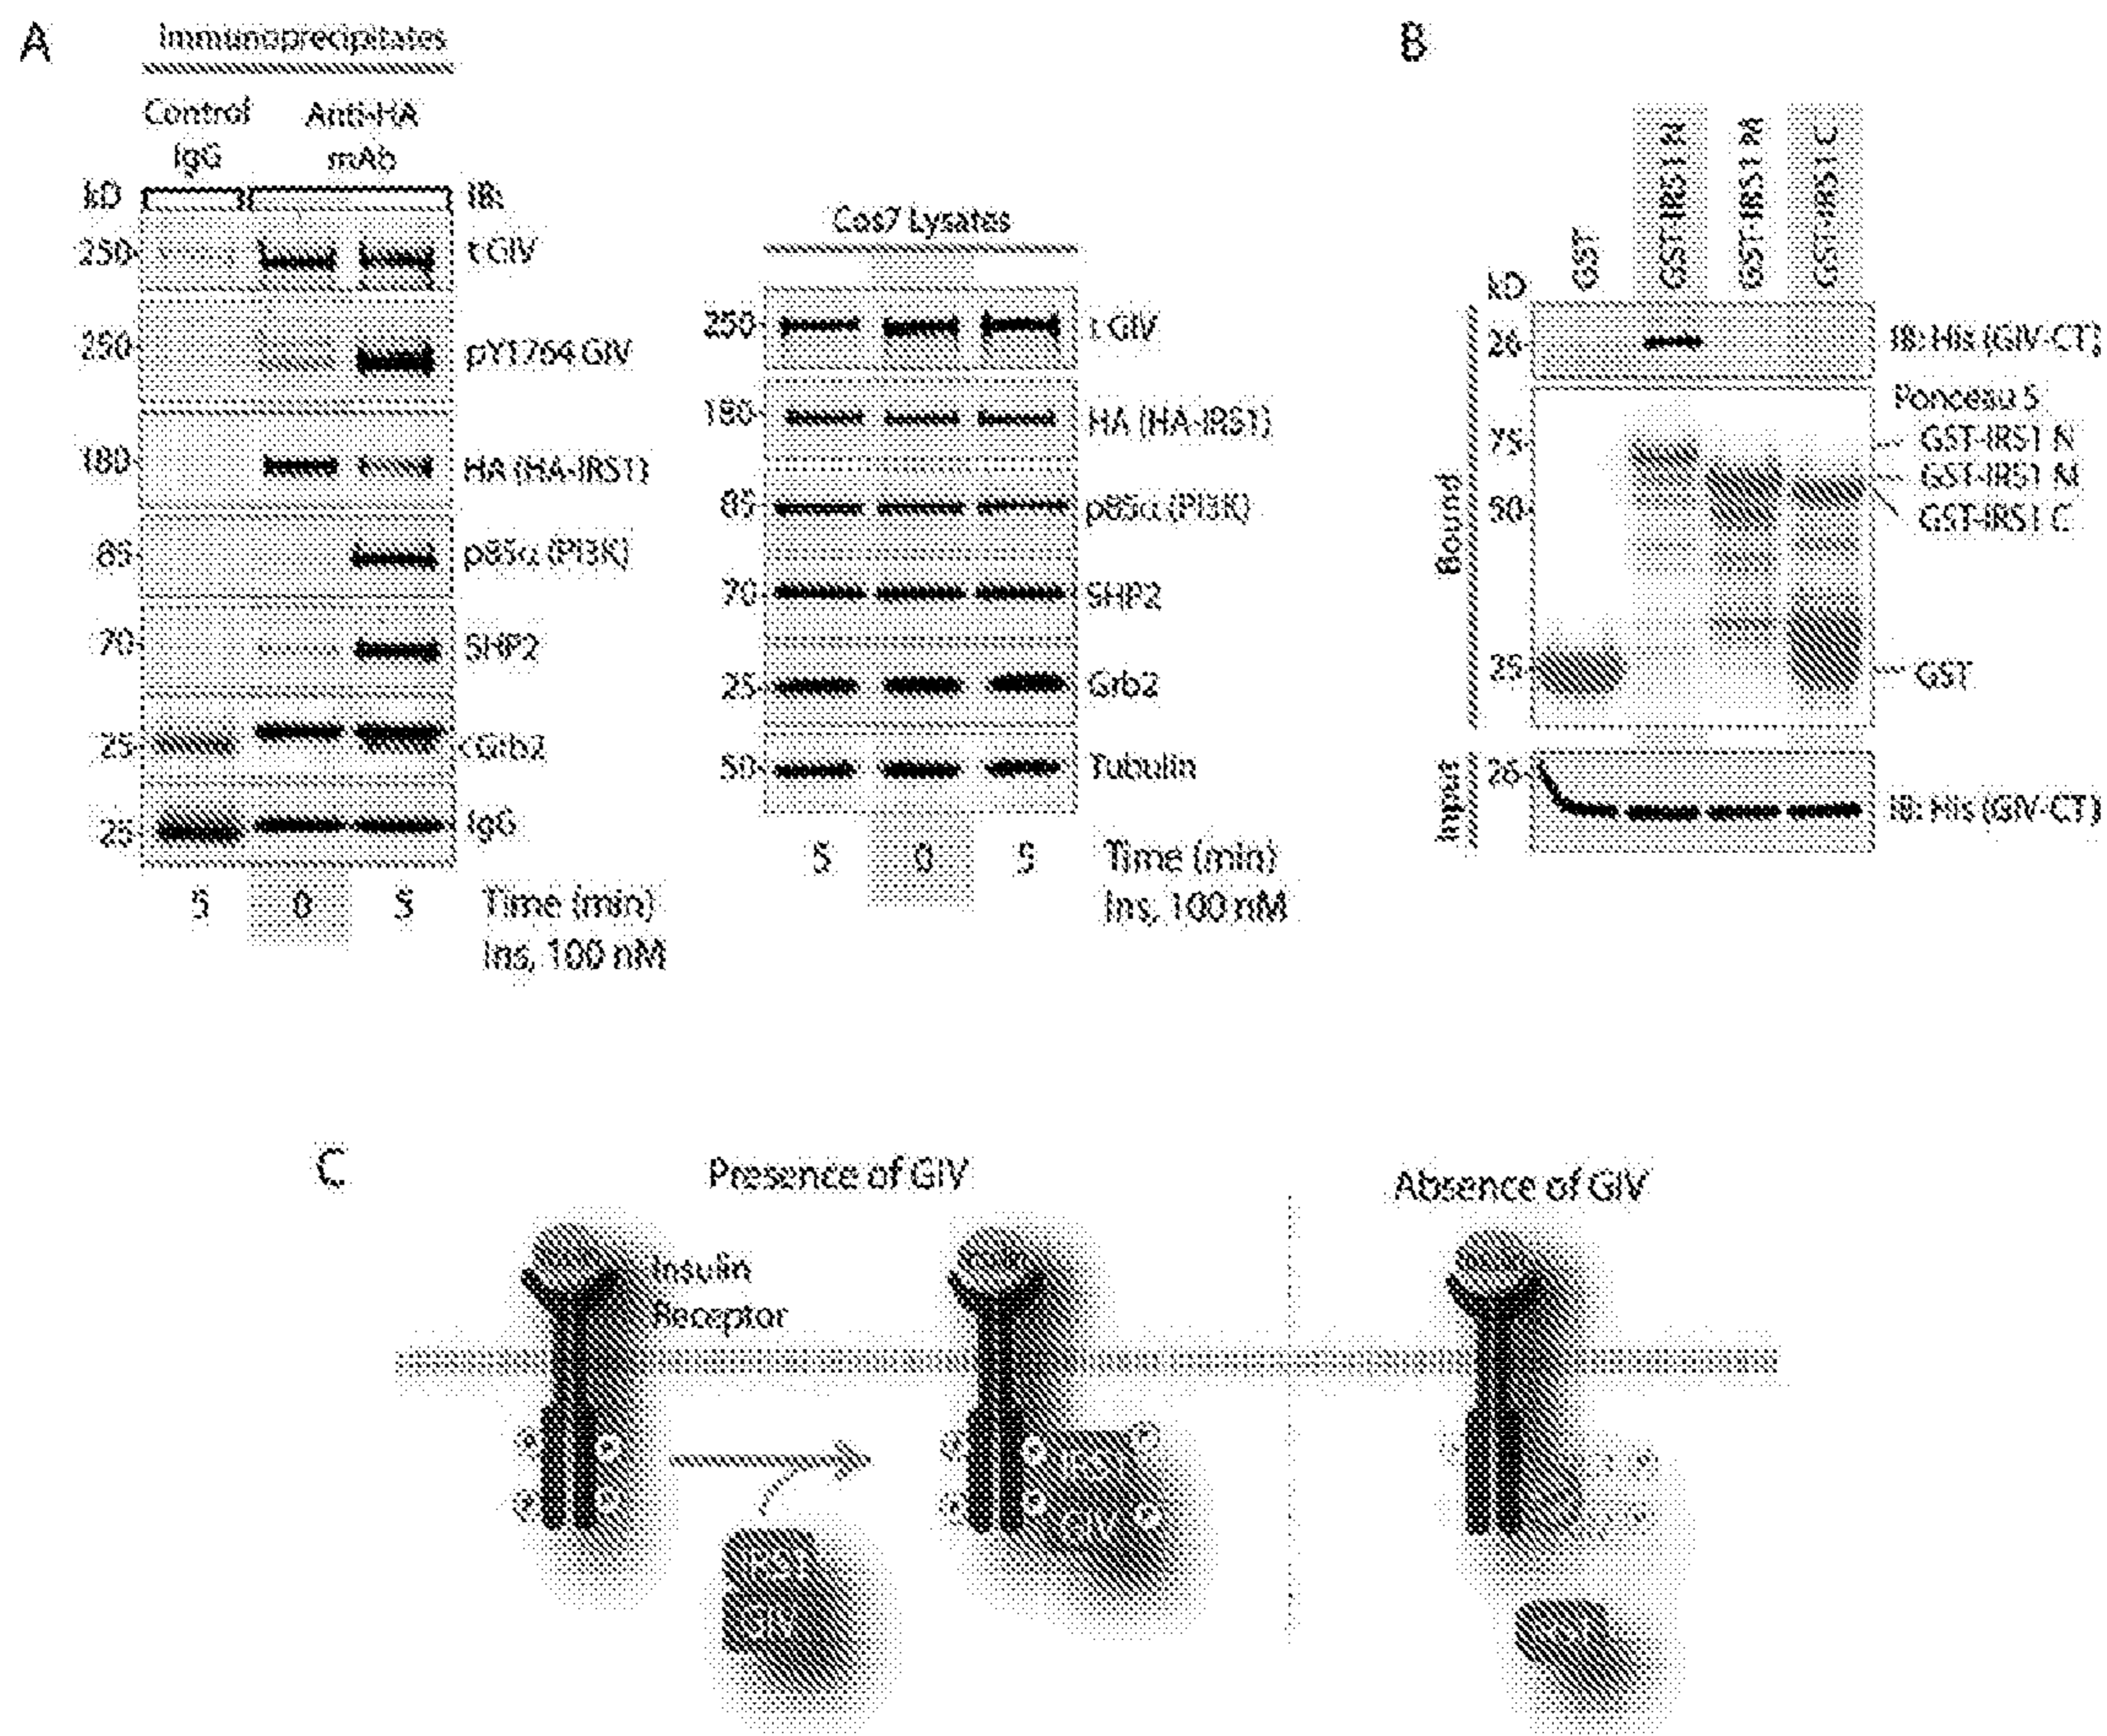 A
Immunoprecipitates
Control
IgG
Anti-HA
mAb
kD
IB:
250
t GIV
250
pY1764 GIV
180
HA (HA-IRS1)
85
p85α (PI3K)
70
SHP2
25
Grb2
25
IgG
5 0 5
Time (min)
Ins, 100 nM
Cos7 Lysates
250
t GIV
180
HA (HA-IRS1)
85
p85α (PI3K)
70
SHP2
25
Grb2
50
Tubulin
5 0 5
Time (min)
Ins, 100 nM
B
GST
GST-IRS1 N
GST-IRS1 M
GST-IRS1 C
kD
Bound
26
IB: His (GIV-CT)
Ponceau S
75
GST-IRS1 N
GST-IRS1 M
50
GST-IRS1 C
GST
Input
26
IB: His (GIV-CT)
C
Presence of GIV
Absence of GIV
Insulin
Receptor